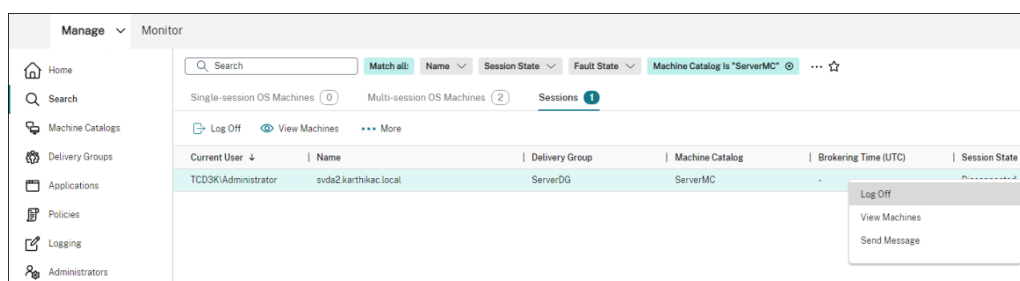 Manage Monitor
Home
Search
Machine Catalogs
Delivery Groups
Applications
Policies
Logging
Administrators
Search Match all: Name Session State Fault State Machine Catalog Is "ServerMC" ...
Single-session OS Machines 0 Multi-session OS Machines 2 Sessions 1
Log Off View Machines ... More
Current User ↓ Name Delivery Group Machine Catalog Brokering Time (UTC) Session State
TCD3K\Administrator svda2.karthikac.local ServerDG ServerMC - Disconnected
Log Off
View Machines
Send Message